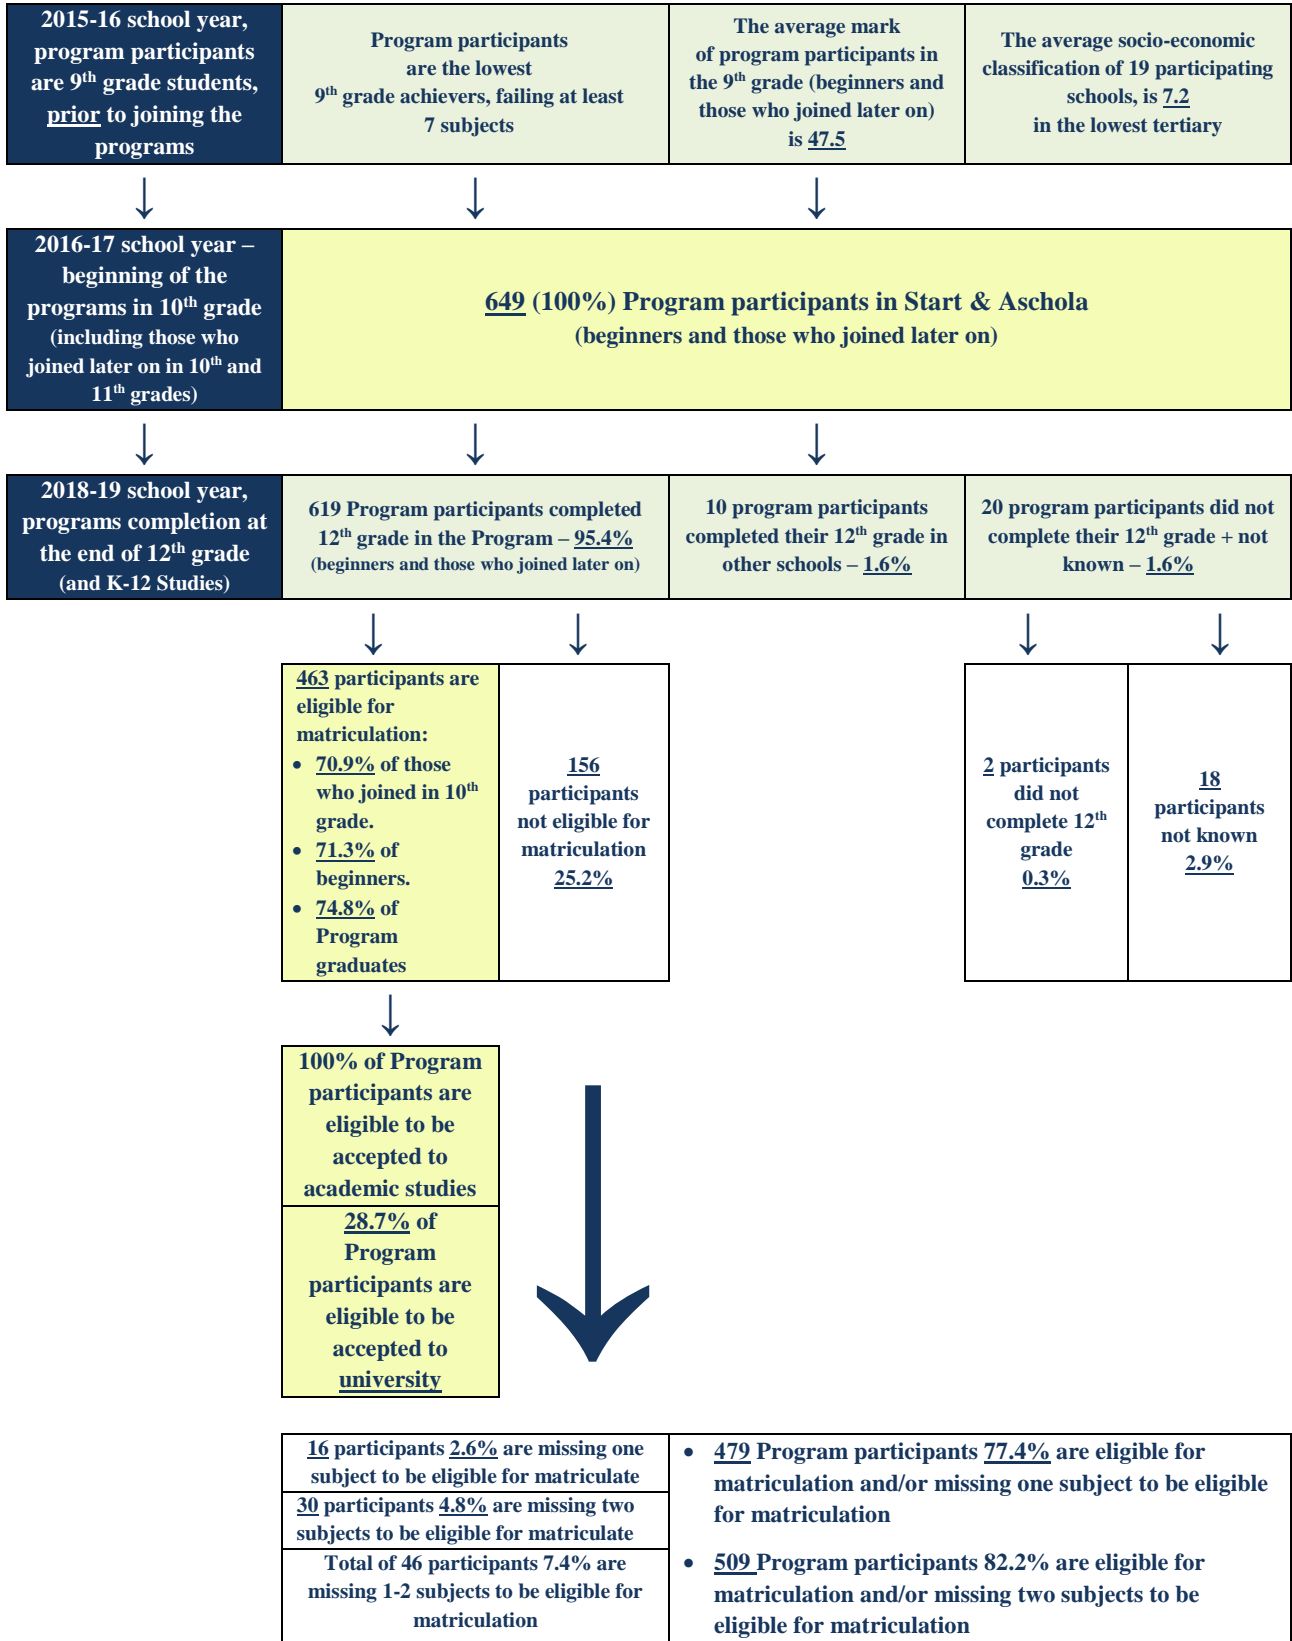 2015-16 school year,
program participants
are 9th grade students,
prior to joining the
programs
Program participants
are the lowest
9th grade achievers, failing at least
7 subjects
The average mark
of program participants in
the 9th grade (beginners and
those who joined later on)
is 47.5
The average socio-economic
classification of 19 participating
schools, is 7.2
in the lowest tertiary
2016-17 school year –
beginning of the
programs in 10th grade
(including those who
joined later on in 10th and
11th grades)
649 (100%) Program participants in Start & Aschola
(beginners and those who joined later on)
2018-19 school year,
programs completion at
the end of 12th grade
(and K-12 Studies)
619 Program participants completed
12th grade in the Program – 95.4%
(beginners and those who joined later on)
10 program participants
completed their 12th grade in
other schools – 1.6%
20 program participants did not
complete their 12th grade + not
known – 1.6%
463 participants are
eligible for
matriculation:
• 70.9% of those
who joined in 10th
grade.
• 71.3% of
beginners.
• 74.8% of
Program
graduates
156
participants
not eligible for
matriculation
25.2%
2 participants
did not
complete 12th
grade
0.3%
18
participants
not known
2.9%
100% of Program
participants are
eligible to be
accepted to
academic studies
28.7% of
Program
participants are
eligible to be
accepted to
university
16 participants 2.6% are missing one
subject to be eligible for matriculate
30 participants 4.8% are missing two
subjects to be eligible for matriculate
Total of 46 participants 7.4% are
missing 1-2 subjects to be eligible for
matriculation
• 479 Program participants 77.4% are eligible for
matriculation and/or missing one subject to be eligible
for matriculation
• 509 Program participants 82.2% are eligible for
matriculation and/or missing two subjects to be
eligible for matriculation